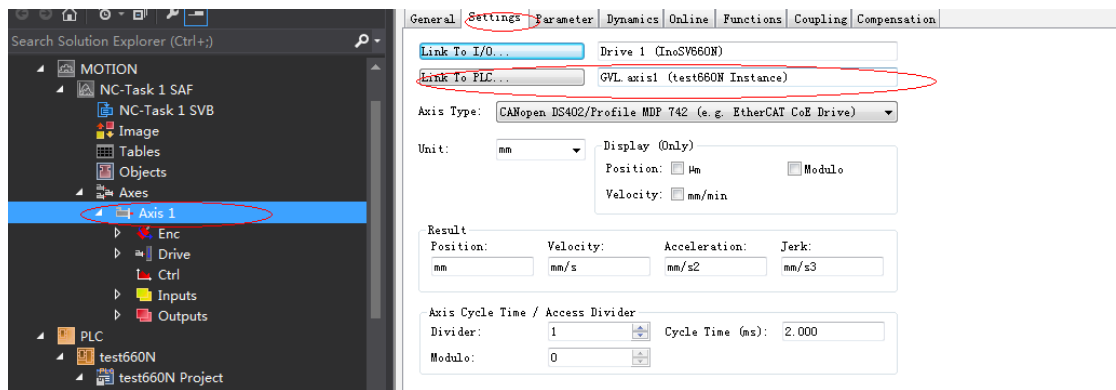 Search Solution Explorer (Ctrl+;)
MOTION
NC-Task 1 SAF
NC-Task 1 SVB
Image
Tables
Objects
Axes
Axis 1
Enc
Drive
Ctrl
Inputs
Outputs
PLC
test660N
test660N Project
General Settings Parameter Dynamics Online Functions Coupling Compensation
Link To I/O... Drive 1 (InoSV660N)
Link To PLC... GVL.axis1 (test660N Instance)
Axis Type: CANopen DS402/Profile MDP 742 (e.g. EtherCAT CoE Drive)
Unit: mm Display (Only)
Position: µm Modulo
Velocity: mm/min
Result
Position: Velocity: Acceleration: Jerk:
mm mm/s mm/s2 mm/s3
Axis Cycle Time / Access Divider
Divider: 1 Cycle Time (ms): 2.000
Modulo: 0